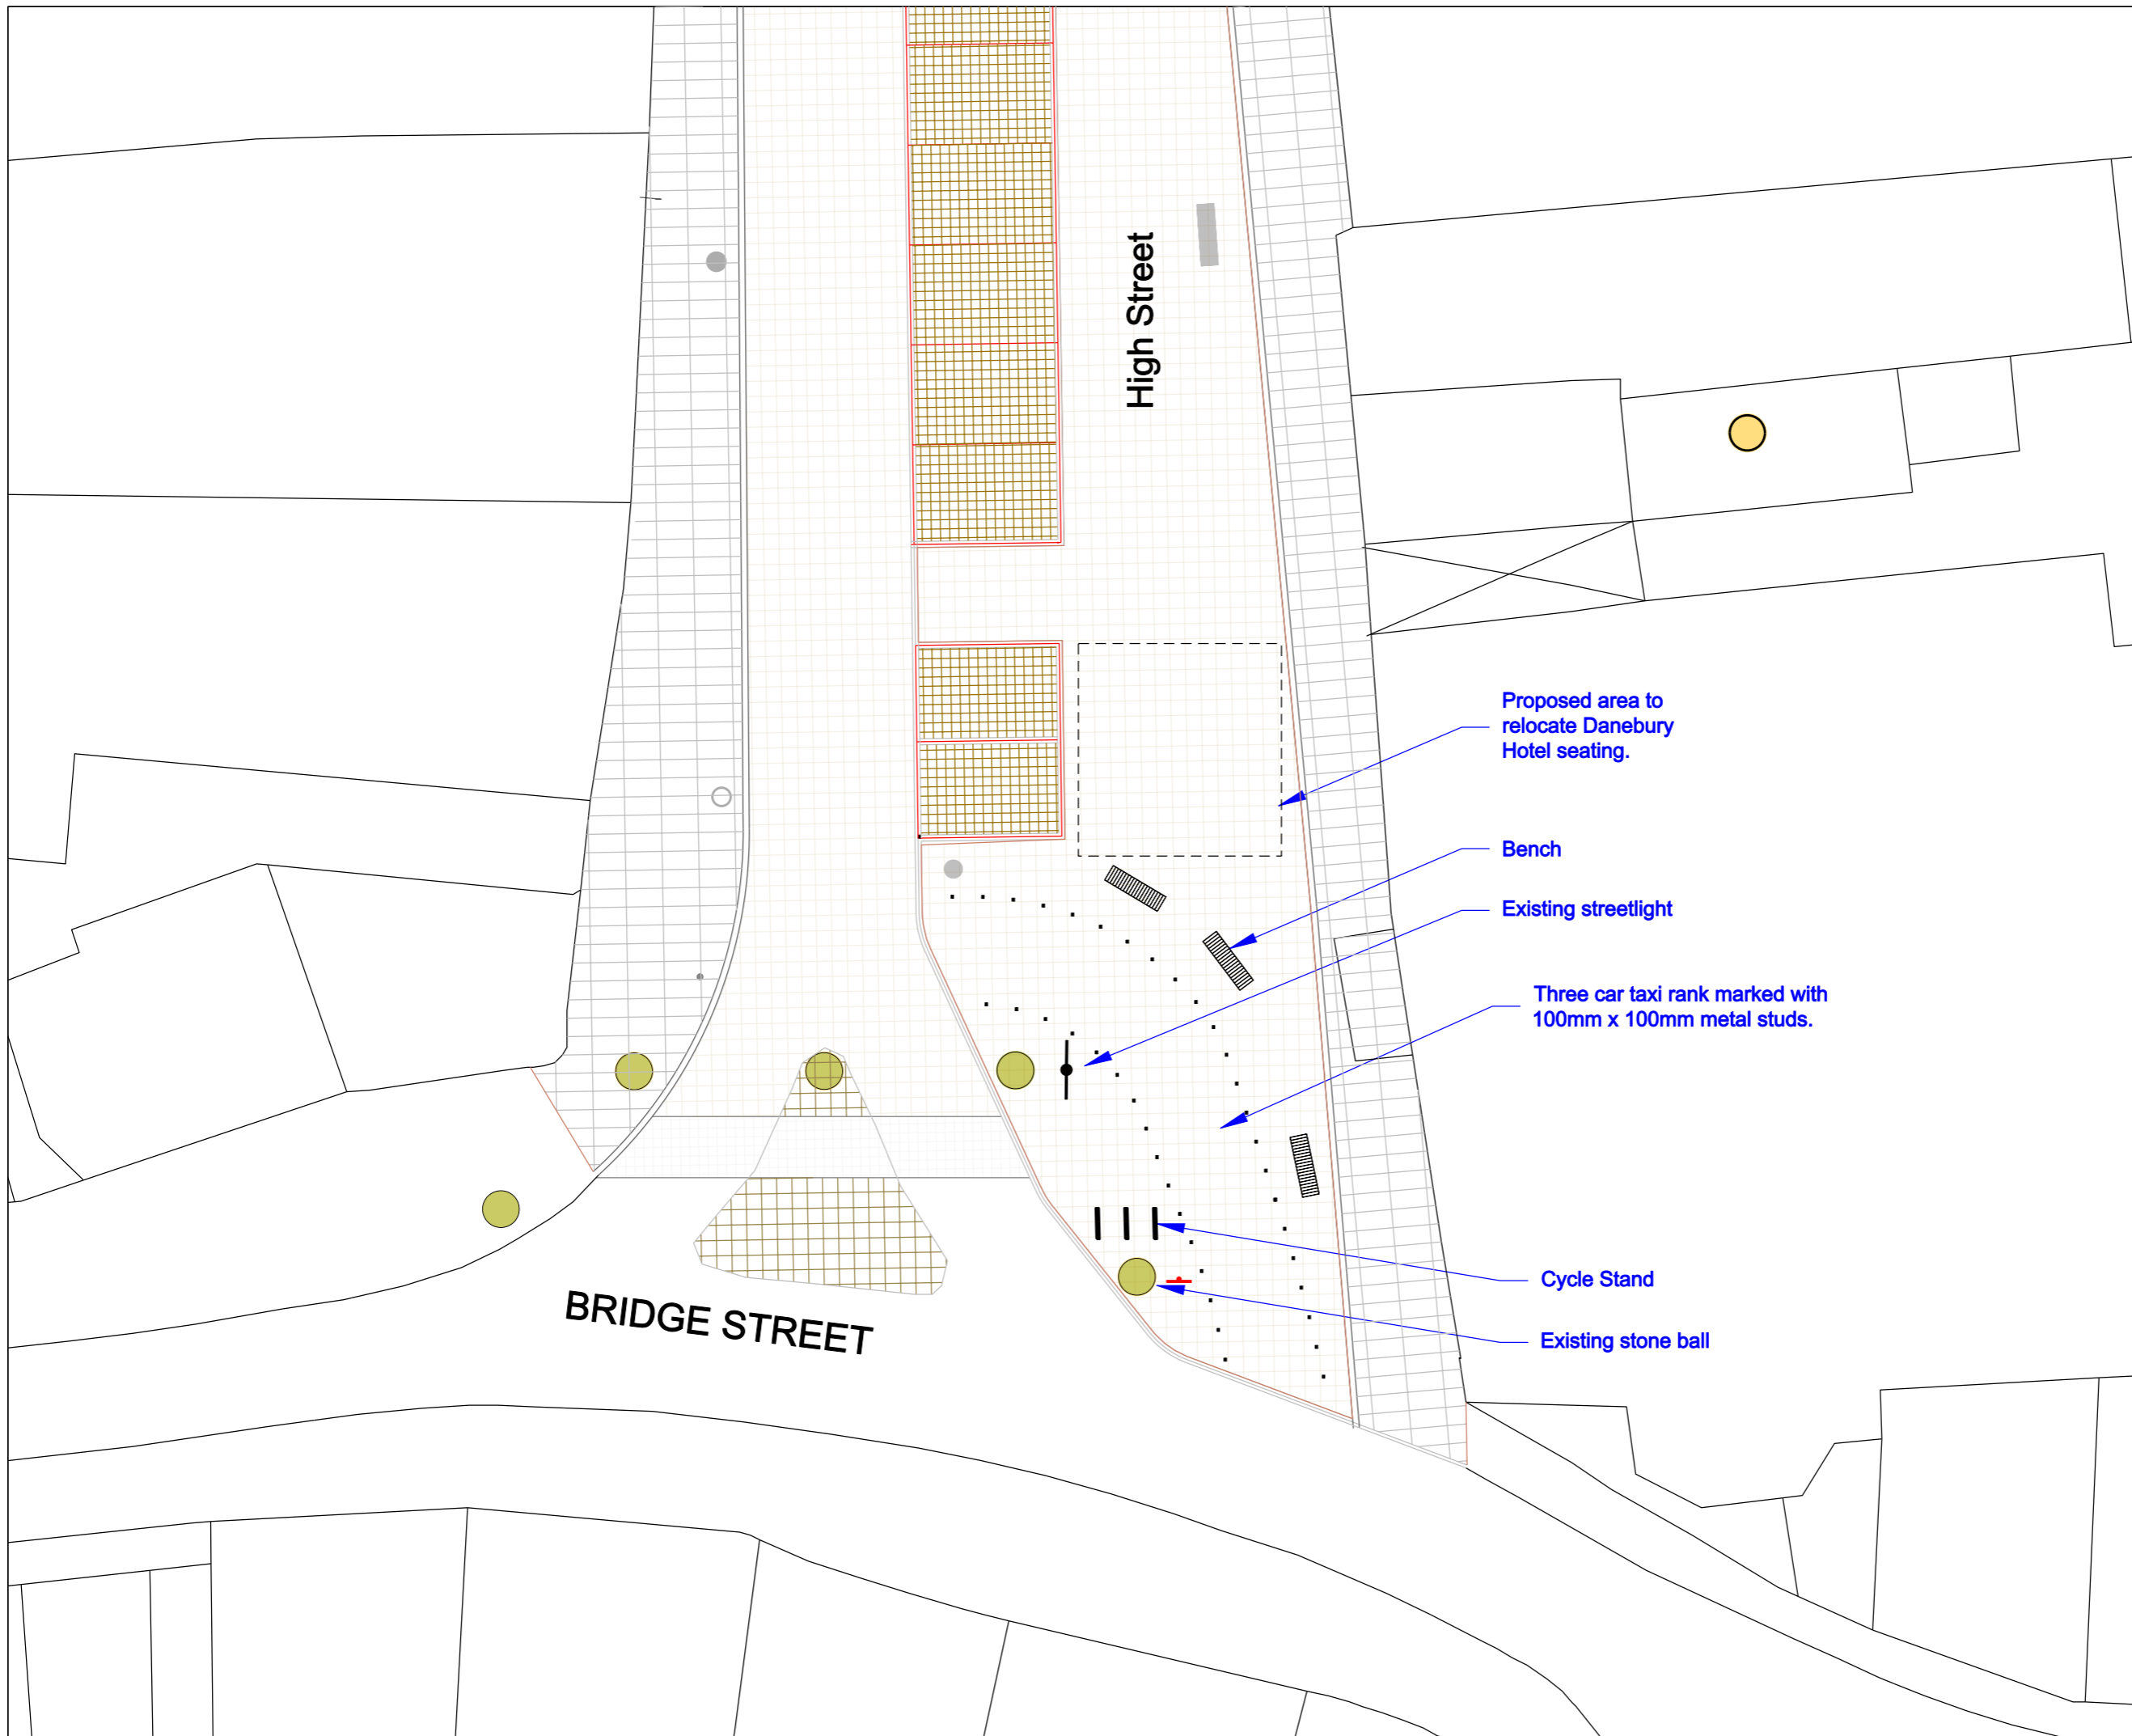 High Street
Proposed area to
relocate Danebury
Hotel seating.
Bench
Existing streetlight
Three car taxi rank marked with
100mm x 100mm metal studs.
Cycle Stand
BRIDGE STREET
Existing stone ball